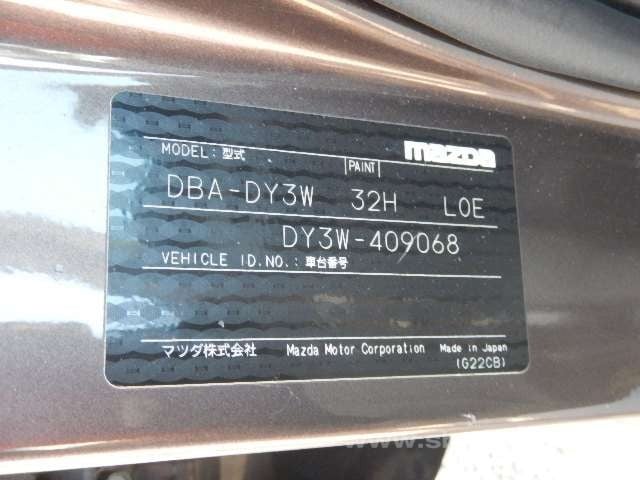 mazda
MODEL: 型式 PAINT
DBA-DY3W 32H L0E
DY3W-409068
VEHICLE ID.NO.: 車台番号
マツダ株式会社 Mazda Motor Corporation Made in Japan
(G22CB)